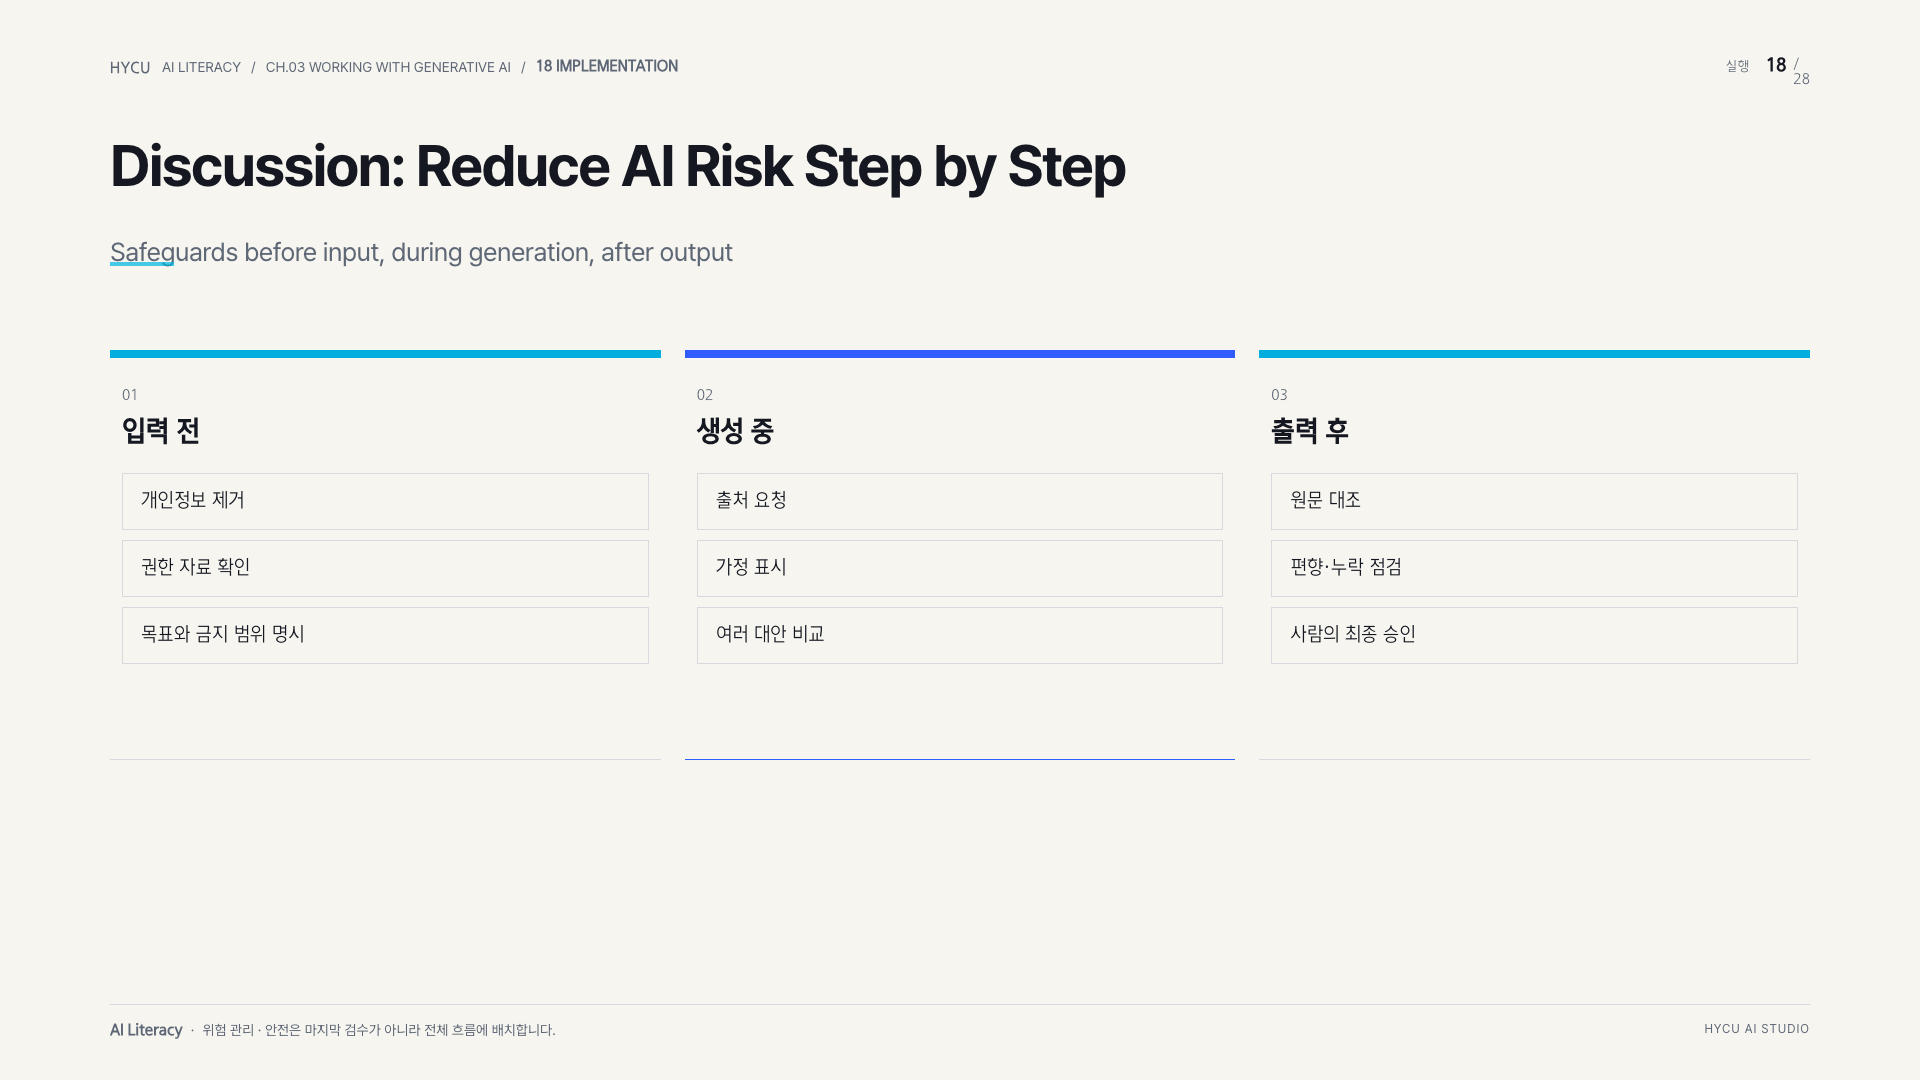 HYCU AI LITERACY / CH.03 WORKING WITH GENERATIVE AI / 18 IMPLEMENTATION
실행 18 / 28
Discussion: Reduce AI Risk Step by Step
Safeguards before input, during generation, after output
01
입력 전
개인정보 제거
권한 자료 확인
목표와 금지 범위 명시
02
생성 중
출처 요청
가정 표시
여러 대안 비교
03
출력 후
원문 대조
편향·누락 점검
사람의 최종 승인
AI Literacy · 위험 관리 · 안전은 마지막 검수가 아니라 전체 흐름에 배치합니다.
HYCU AI STUDIO